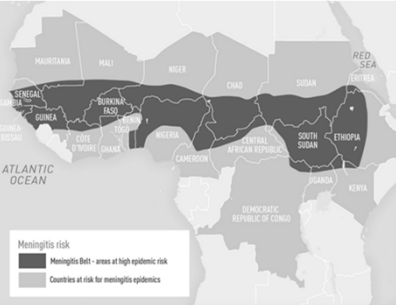 RED
SEA
MAURITANIA
MALI
NIGER
CHAD
SUDAN
ERITREA
SENEGAL
GAMBIA
GUINEA-
BISSAU
GUINEA
BURKINA
FASO
BENIN
TOGO
CÔTE
D'IVOIRE
GHANA
NIGERIA
CAMEROON
CENTRAL
AFRICAN REPUBLIC
SOUTH
SUDAN
ETHIOPIA
UGANDA
KENYA
DEMOCRATIC
REPUBLIC OF CONGO
ATLANTIC
OCEAN
Meningitis risk
Meningitis Belt - areas at high epidemic risk
Countries at risk for meningitis epidemics